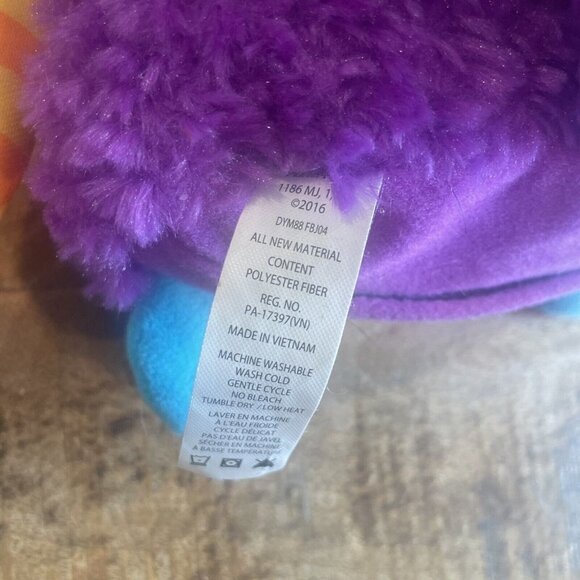 1186 MJ, 1
©2016
DYM88 FBJ04
ALL NEW MATERIAL
CONTENT
POLYESTER FIBER
REG. NO.
PA-17397(VN)
MADE IN VIETNAM
MACHINE WASHABLE
WASH COLD
GENTLE CYCLE
NO BLEACH
TUMBLE DRY / LOW HEAT
LAVER EN MACHINE
À L'EAU FROIDE
CYCLE DÉLICAT
PAS D'EAU DE JAVEL
SÉCHER EN MACHINE
À BASSE TEMPÉRATURE